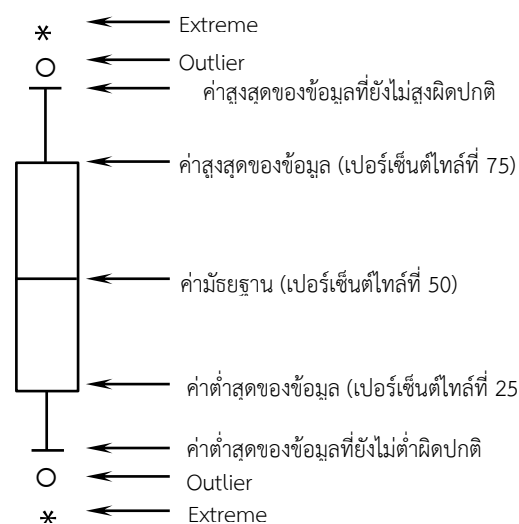 Extreme
Outlier
ค่าสูงสุดของข้อมูลที่ยังไม่สูงผิดปกติ
ค่าสูงสุดของข้อมูล (เปอร์เซ็นต์ไทล์ที่ 75)
ค่ามัธยฐาน (เปอร์เซ็นต์ไทล์ที่ 50)
ค่าต่ำสุดของข้อมูล (เปอร์เซ็นต์ไทล์ที่ 25
ค่าต่ำสุดของข้อมูลที่ยังไม่ต่ำผิดปกติ
Outlier
Extreme